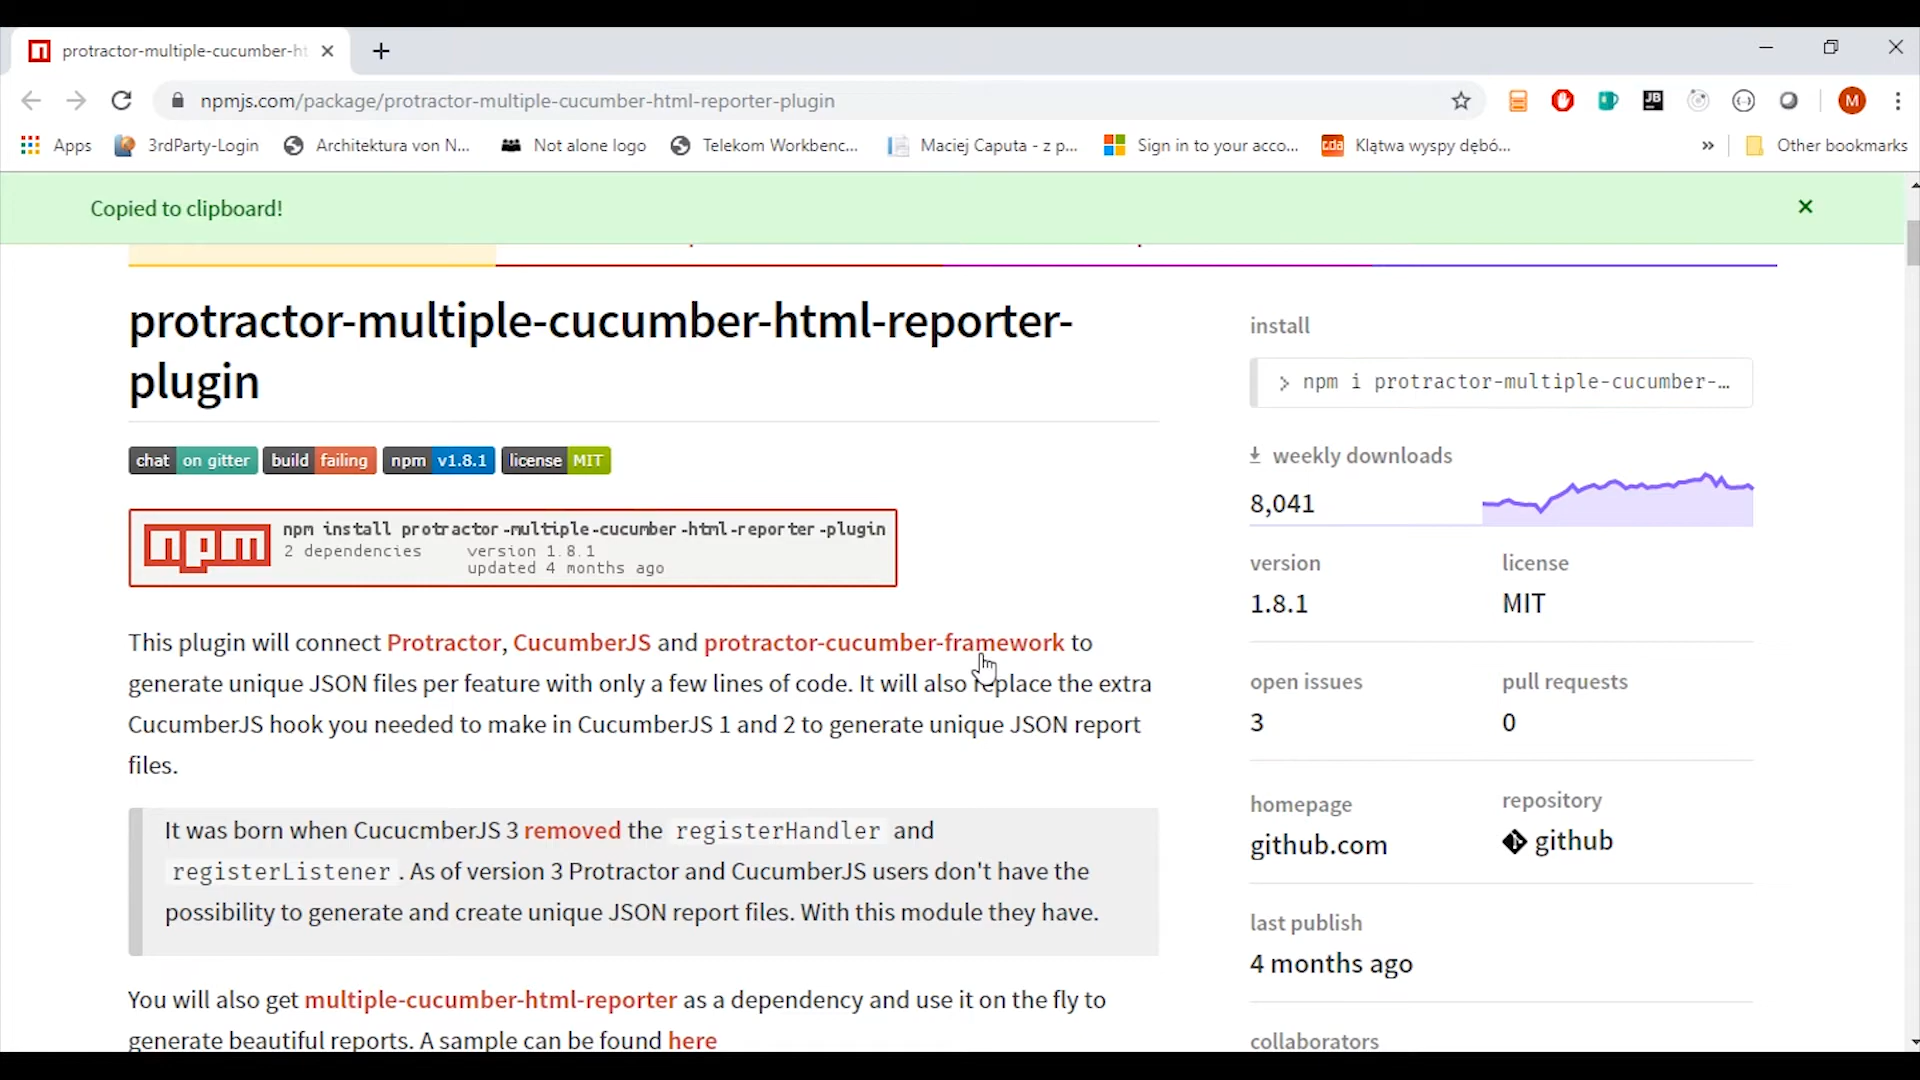 protractor-multiple-cucumber-ht
npmjs.com/package/protractor-multiple-cucumber-html-reporter-plugin
JB
M
Apps
3rdParty-Login
Architektura von N...
Not alone logo
Telekom Workbenc...
Maciej Caputa - z p...
Sign in to your acco...
cda
Klątwa wyspy dębó...
»
Other bookmarks
Copied to clipboard!
protractor-multiple-cucumber-html-reporter-
plugin
chat on gitter
build failing
npm v1.8.1
license MIT
npm
npm install protractor-multiple-cucumber-html-reporter-plugin
2 dependencies version 1.8.1
updated 4 months ago
This plugin will connect Protractor, CucumberJS and protractor-cucumber-framework to
generate unique JSON files per feature with only a few lines of code. It will also replace the extra
CucumberJS hook you needed to make in CucumberJS 1 and 2 to generate unique JSON report
files.
It was born when CucucmberJS 3 removed the registerHandler and
registerListener . As of version 3 Protractor and CucumberJS users don't have the
possibility to generate and create unique JSON report files. With this module they have.
You will also get multiple-cucumber-html-reporter as a dependency and use it on the fly to
generate beautiful reports. A sample can be found here
install
> npm i protractor-multiple-cucumber-…
weekly downloads
8,041
version
1.8.1
license
MIT
open issues
3
pull requests
0
homepage
github.com
repository
github
last publish
4 months ago
collaborators